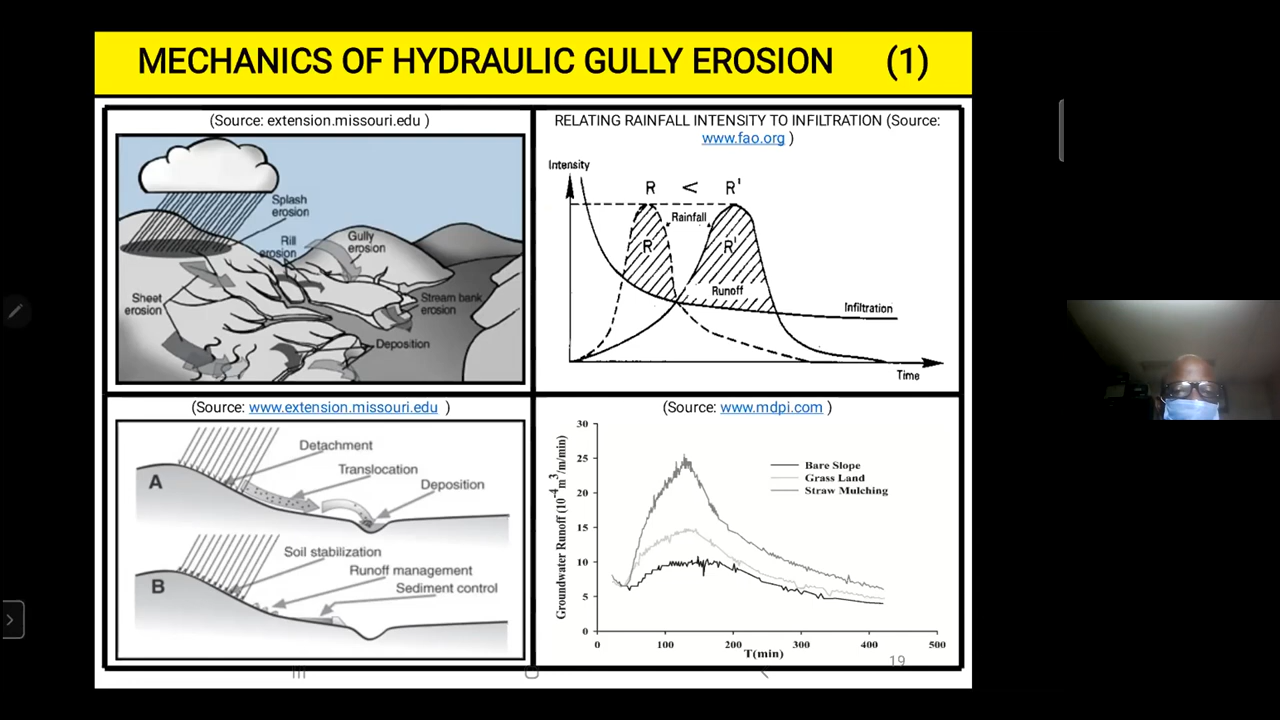 MECHANICS OF HYDRAULIC GULLY EROSION (1)
(Source: extension.missouri.edu )
Splash
erosion
Rill
erosion
Gully
erosion
Sheet
erosion
Stream bank
erosion
Deposition
RELATING RAINFALL INTENSITY TO INFILTRATION (Source:
www.fao.org )
Intensity
R < R'
Rainfall
R R'
Runoff
Infiltration
Time
(Source: www.extension.missouri.edu )
A
Detachment
Translocation
Deposition
B
Soil stabilization
Runoff management
Sediment control
(Source: www.mdpi.com )
Groundwater Runoff (10⁻⁴m³/m/min)
30
25
20
15
10
5
0
Bare Slope
Grass Land
Straw Mulching
0 100 200 300 400 500
T(min)
19